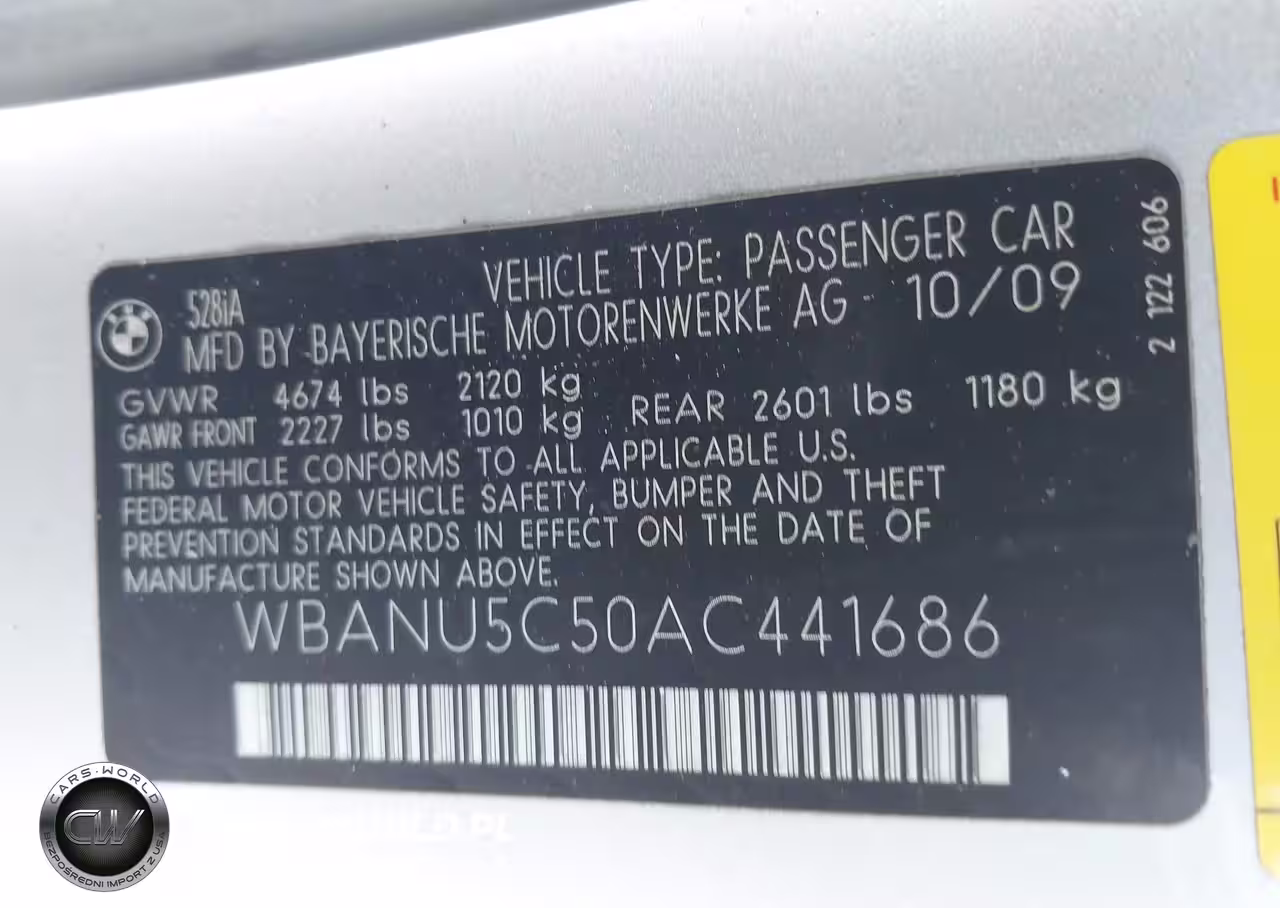 528iA
VEHICLE TYPE: PASSENGER CAR
MFD BY BAYERISCHE MOTORENWERKE AG 10/09
GVWR 4674 lbs 2120 kg
GAWR FRONT 2227 lbs 1010 kg REAR 2601 lbs 1180 kg
THIS VEHICLE CONFORMS TO ALL APPLICABLE U.S.
FEDERAL MOTOR VEHICLE SAFETY, BUMPER AND THEFT
PREVENTION STANDARDS IN EFFECT ON THE DATE OF
MANUFACTURE SHOWN ABOVE.
WBANU5C50AC441686
2 122 606
CARS·WORLD
CW
BEZPOŚREDNI IMPORT Z USA